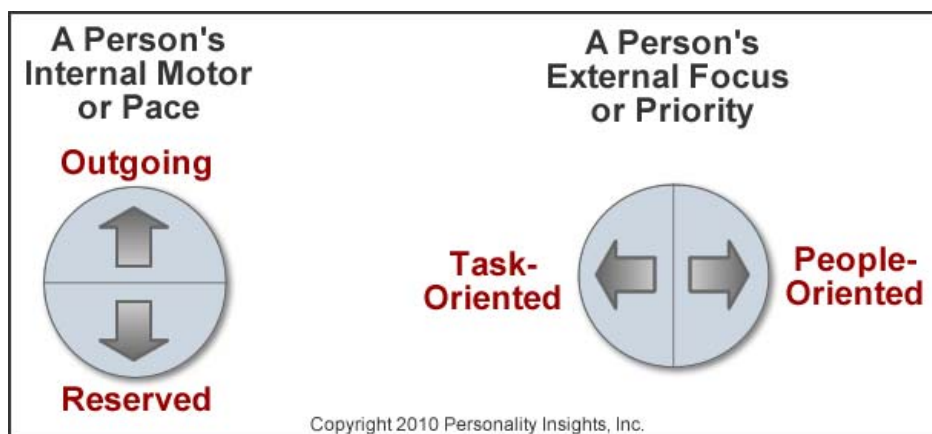 A Person's
Internal Motor
or Pace
Outgoing
Reserved
A Person's
External Focus
or Priority
Task-
Oriented
People-
Oriented
Copyright 2010 Personality Insights, Inc.